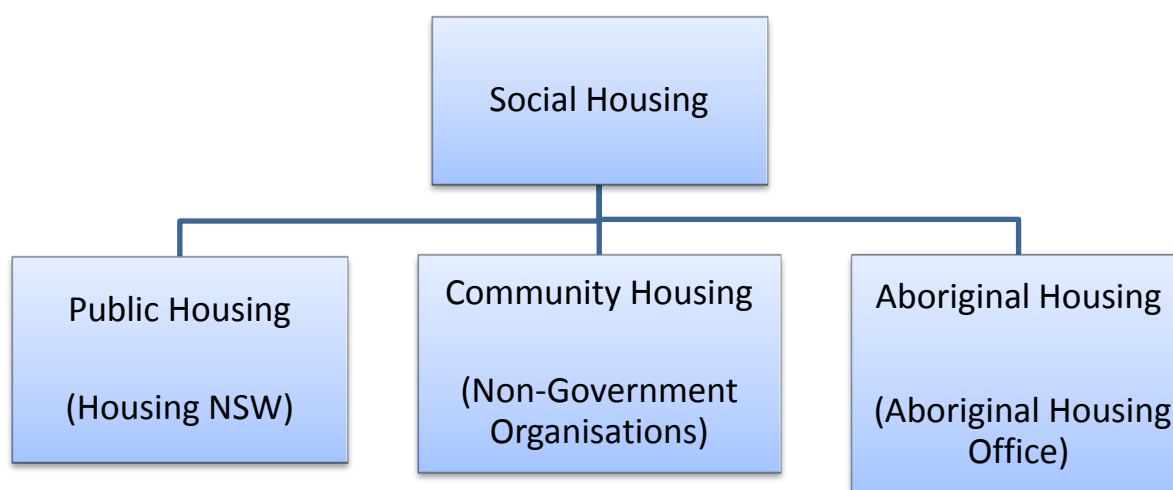 Social Housing
Public Housing
(Housing NSW)
Community Housing
(Non-Government
Organisations)
Aboriginal Housing
(Aboriginal Housing
Office)